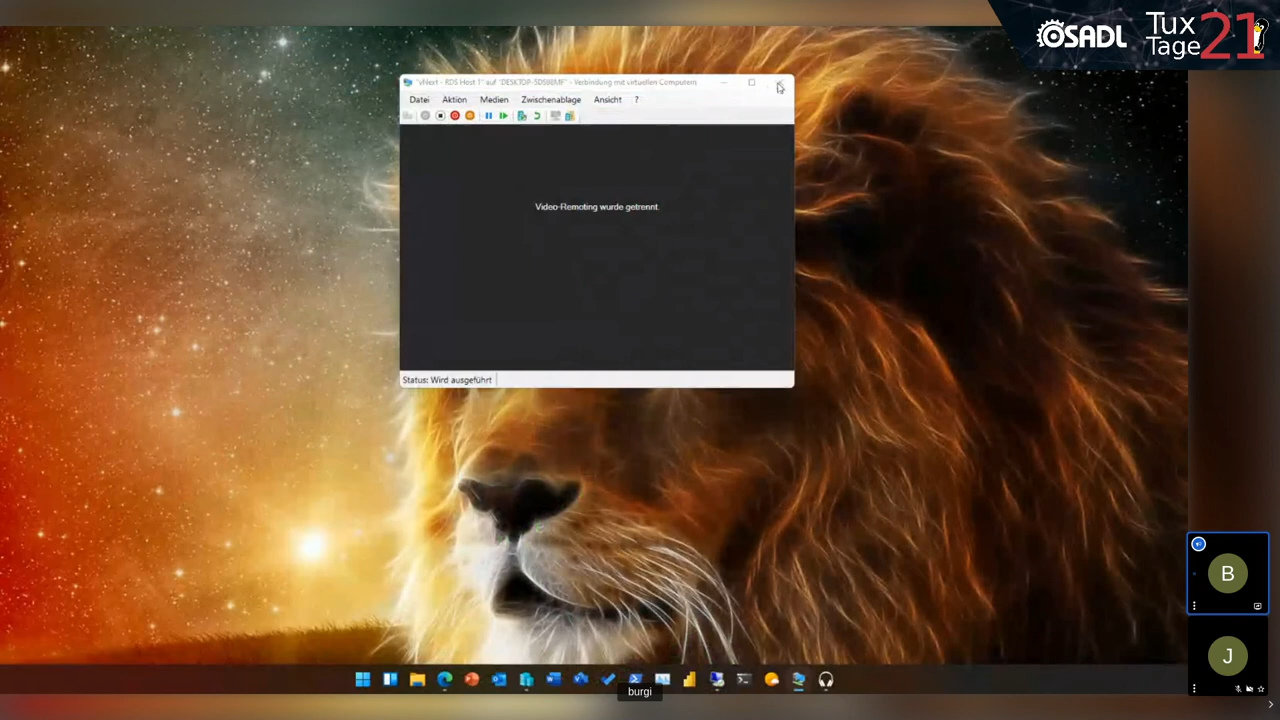 OSADL
Tux
Tage 21
"vNext - RDS Host 1" auf "DESKTOP-5DS88MF" - Verbindung mit virtuellen Computern
Datei Aktion Medien Zwischenablage Ansicht ?
Video-Remoting wurde getrennt.
Status: Wird ausgeführt
B
J
burgi